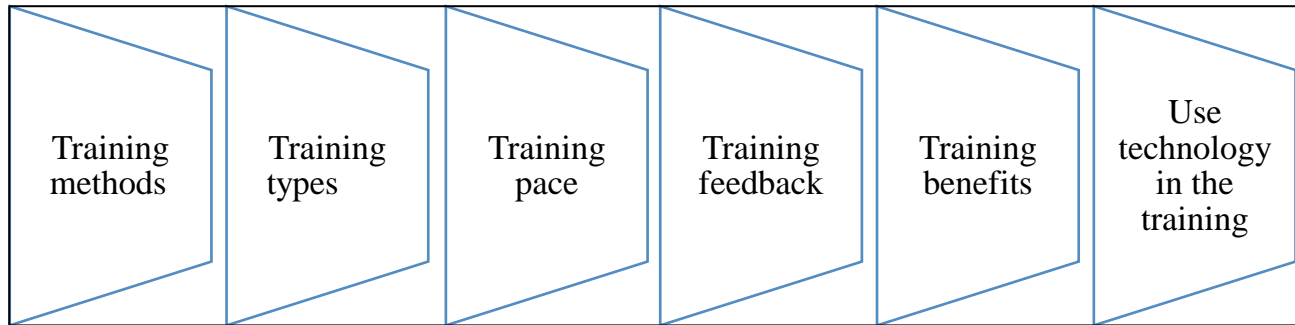 Training
methods
Training
types
Training
pace
Training
feedback
Training
benefits
Use
technology
in the
training